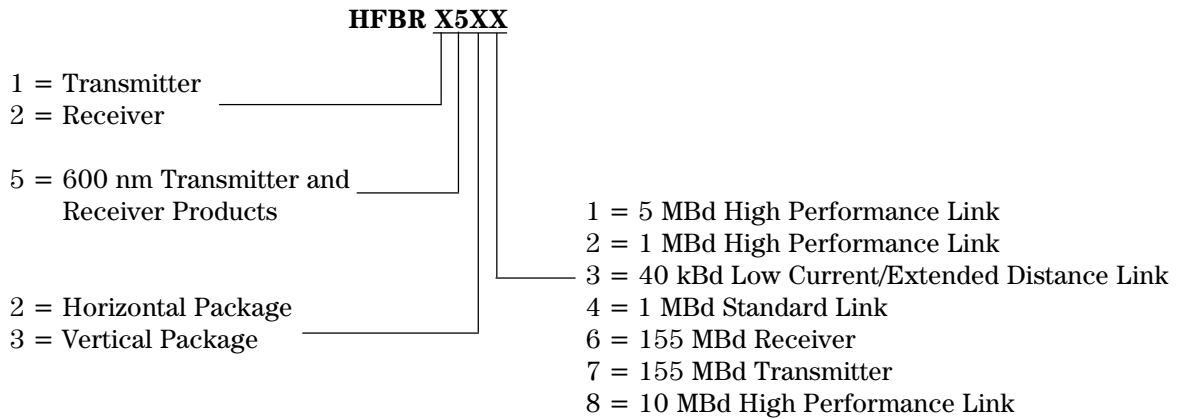 HFBR X5XX
1 = Transmitter
2 = Receiver
5 = 600 nm Transmitter and
Receiver Products
2 = Horizontal Package
3 = Vertical Package
1 = 5 MBd High Performance Link
2 = 1 MBd High Performance Link
3 = 40 kBd Low Current/Extended Distance Link
4 = 1 MBd Standard Link
6 = 155 MBd Receiver
7 = 155 MBd Transmitter
8 = 10 MBd High Performance Link